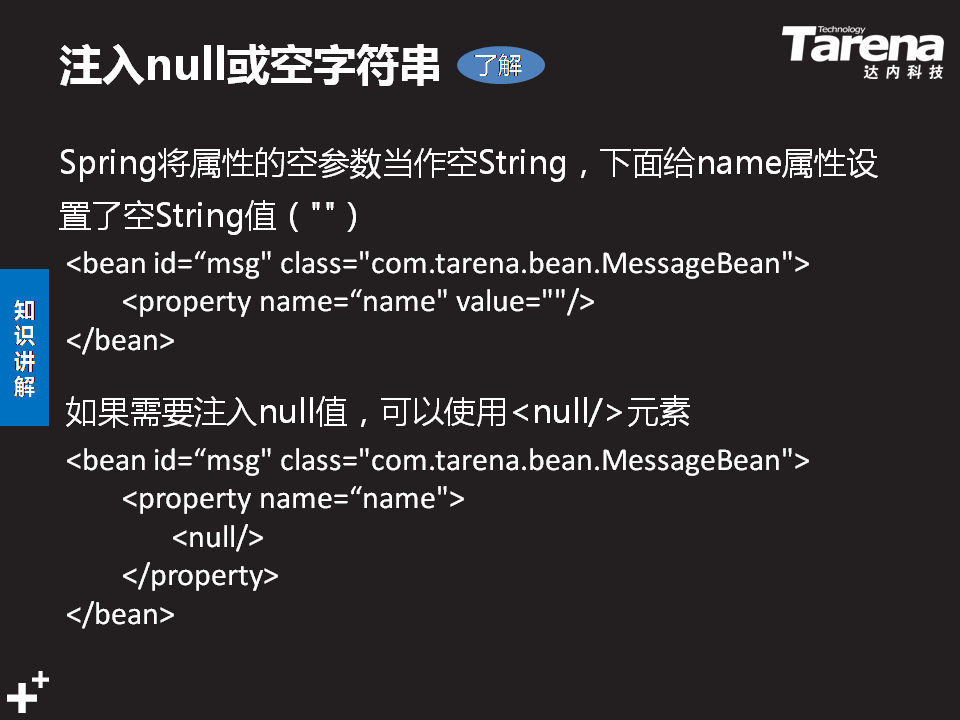 注入null或空字符串
了解
Technology
Tarena
达内科技
Spring将属性的空参数当作空String，下面给name属性设
置了空String值（""）
<bean id=“msg" class="com.tarena.bean.MessageBean">
<property name=“name" value=""/>
</bean>
知识讲解
如果需要注入null值，可以使用<null/>元素
<bean id=“msg" class="com.tarena.bean.MessageBean">
<property name=“name">
<null/>
</property>
</bean>